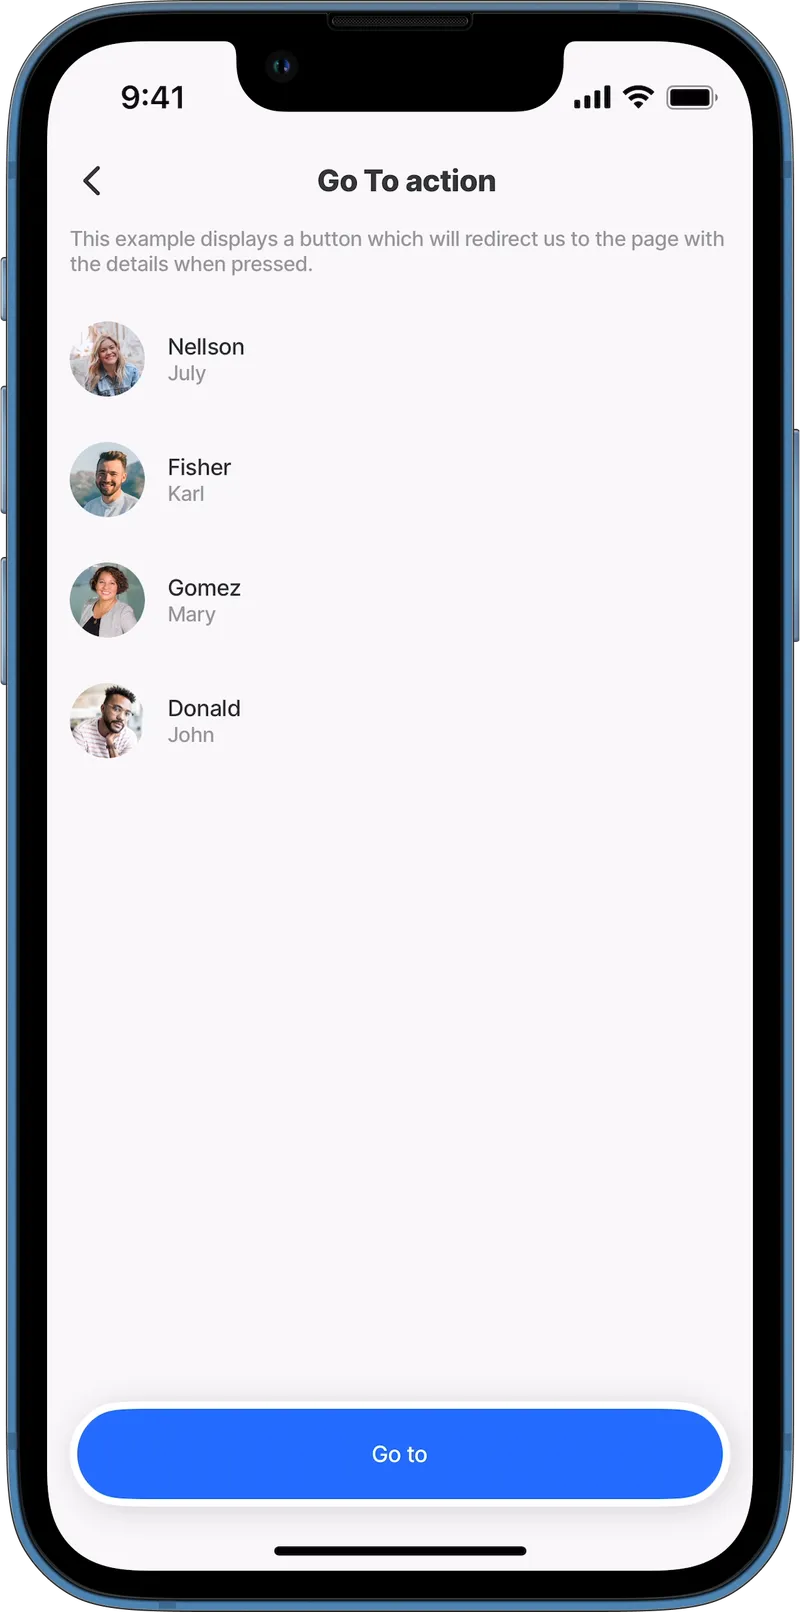 9:41
Go To action
This example displays a button which will redirect us to the page with
the details when pressed.
Nellson
July
Fisher
Karl
Gomez
Mary
Donald
John
Go to